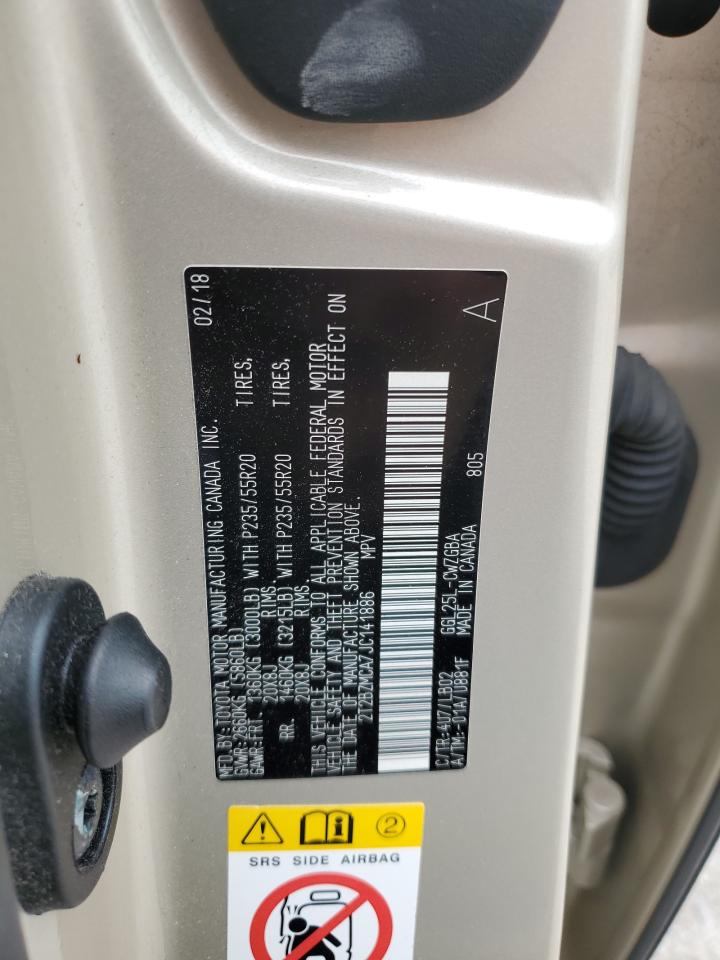 MFD. BY: TOYOTA MOTOR MANUFACTURING CANADA INC. 02/18
GVWR: 2660KG (5860LB)
GAWR: FRT. 1360KG (3000LB) WITH P235/55R20 TIRES,
20X8J RIMS,
RR. 1460KG (3215LB) WITH P235/55R20 TIRES,
20X8J RIMS.
THIS VEHICLE CONFORMS TO ALL APPLICABLE FEDERAL MOTOR
VEHICLE SAFETY AND THEFT PREVENTION STANDARDS IN EFFECT ON
THE DATE OF MANUFACTURE SHOWN ABOVE.
2T2BZMCA7JC141886 MPV
A
C/TR: 4U7/LB02 GGL25L-CWZGBA 805
A/TM: -01A/U881F MADE IN CANADA
2
SRS SIDE AIRBAG